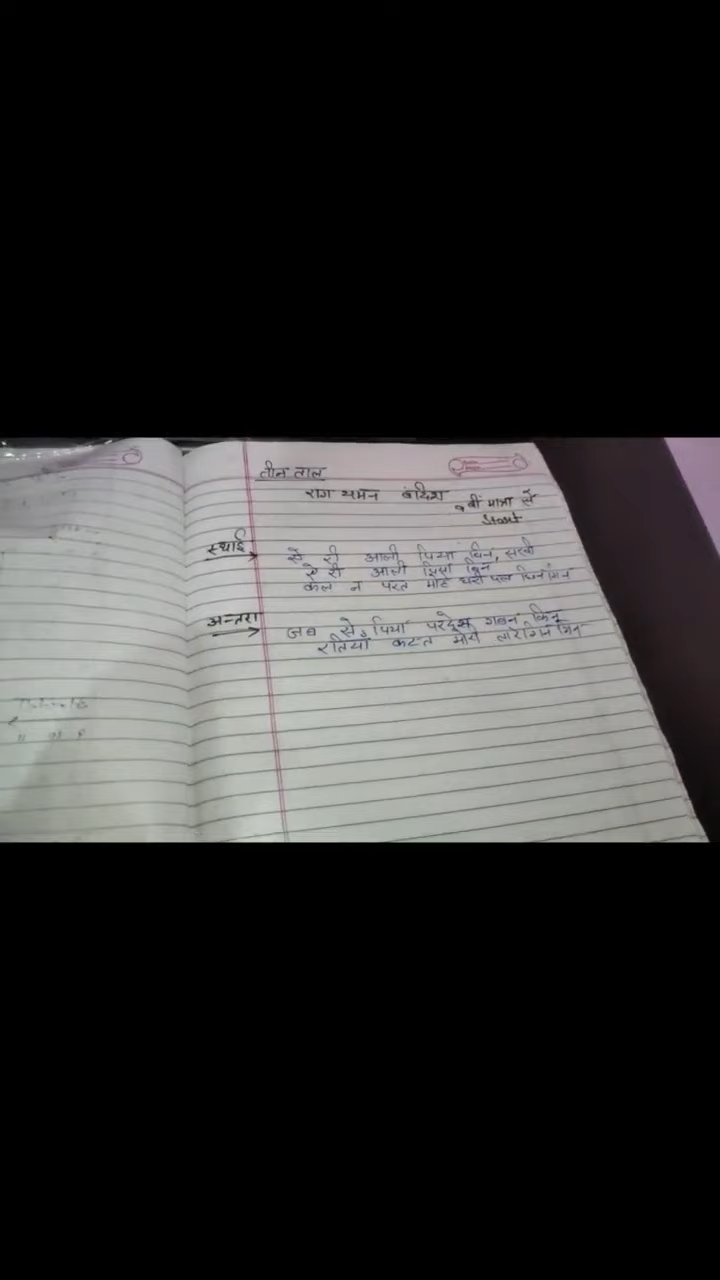 तीन ताल
राग यमन बंदिश
9वीं मात्रा से
Start
स्थाई
ऐ री आली पिया बिन, सखी
ऐ री आली पिया बिन
कल न परत मोहे घरी पल छिन
अन्तरा
जब से पिया परदेस गवन किनू
रतियाँ कटत मोरी तारे गिन गिन